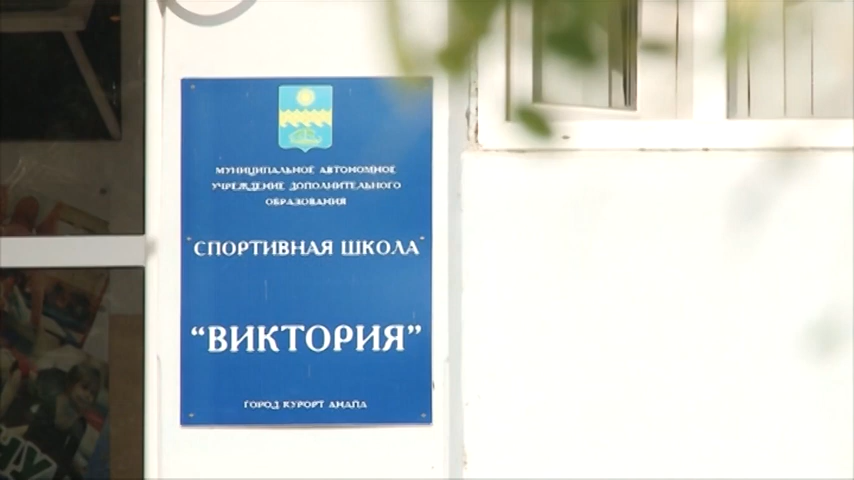 МУНИЦИПАЛЬНОЕ АВТОНОМНОЕ
УЧРЕЖДЕНИЕ ДОПОЛНИТЕЛЬНОГО
ОБРАЗОВАНИЯ
СПОРТИВНАЯ ШКОЛА
“ВИКТОРИЯ”
ГОРОД КУРОРТ АНАПА